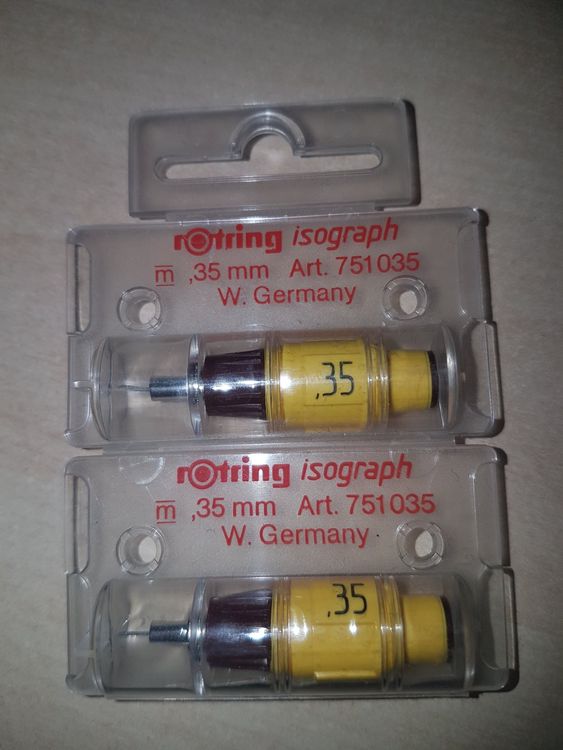 rotring isograph
m ,35 mm Art. 751035
W. Germany
,35
rotring isograph
m ,35 mm Art. 751035
W. Germany
,35